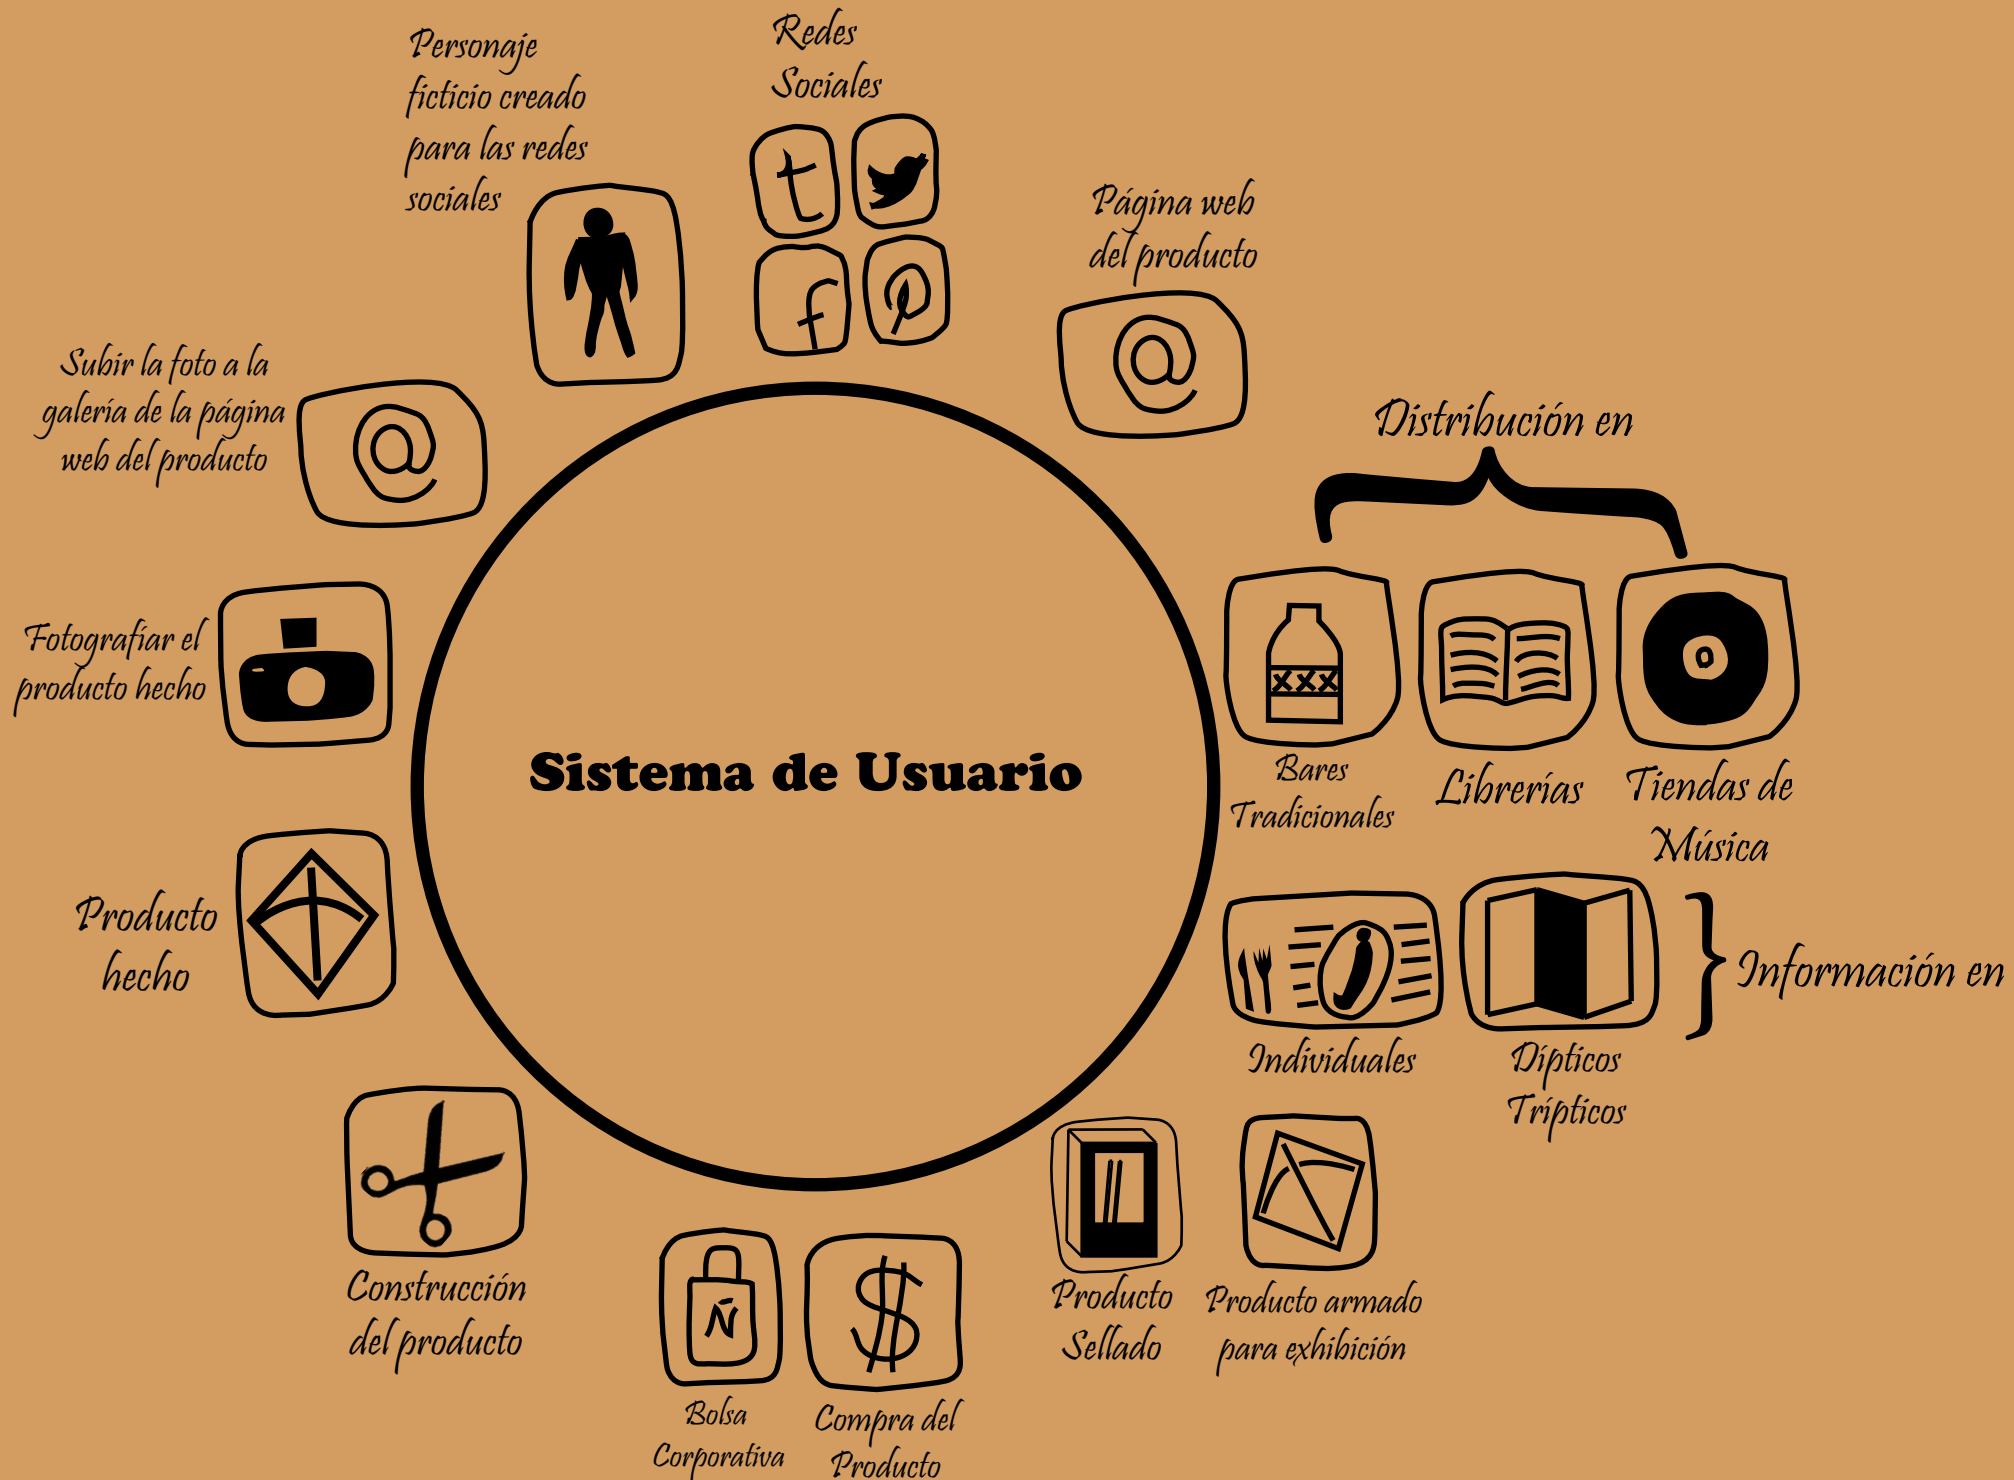 Personaje
ficticio creado
para las redes
sociales
Redes
Sociales
t
f
Página web
del producto
@
Subir la foto a la
galería de la página
web del producto
@
Distribución en
Fotografíar el
producto hecho
XXX
Bares
Tradicionales
Librerías
Tiendas de
Música
Sistema de Usuario
Producto
hecho
Individuales
Dípticos
Trípticos
Información en
Construcción
del producto
Ñ
Bolsa
Corporativa
$
Compra del
Producto
Producto
Sellado
Producto armado
para exhibición